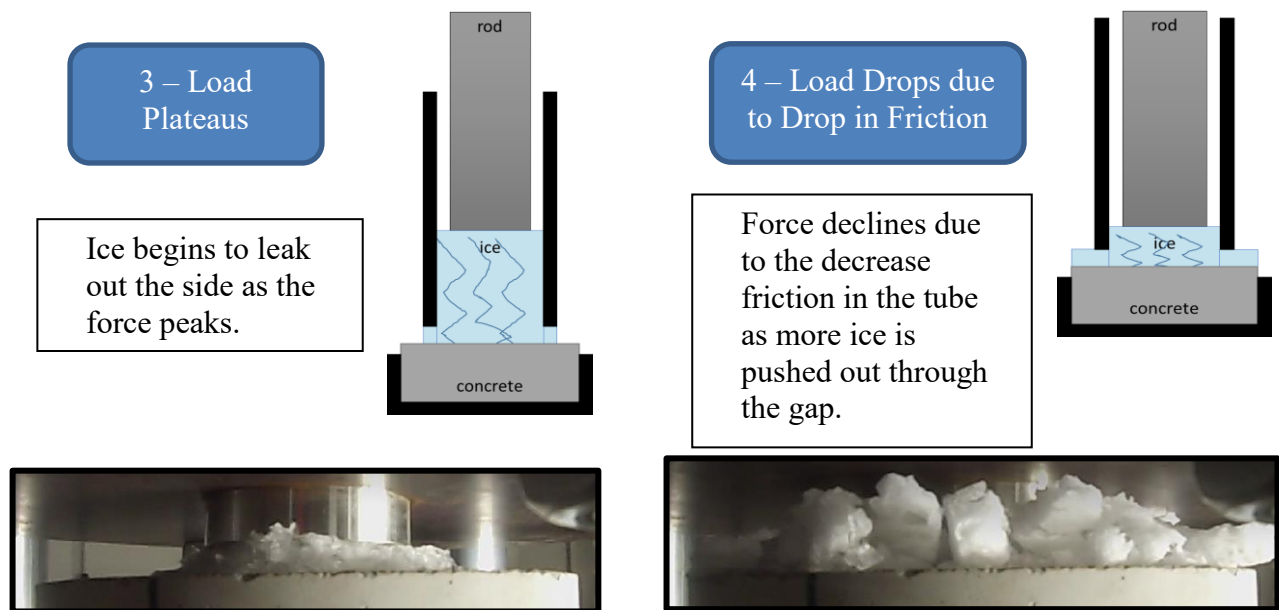 3 – Load
Plateaus
Ice begins to leak
out the side as the
force peaks.
rod
ice
concrete
4 – Load Drops due
to Drop in Friction
Force declines due
to the decrease
friction in the tube
as more ice is
pushed out through
the gap.
rod
ice
concrete